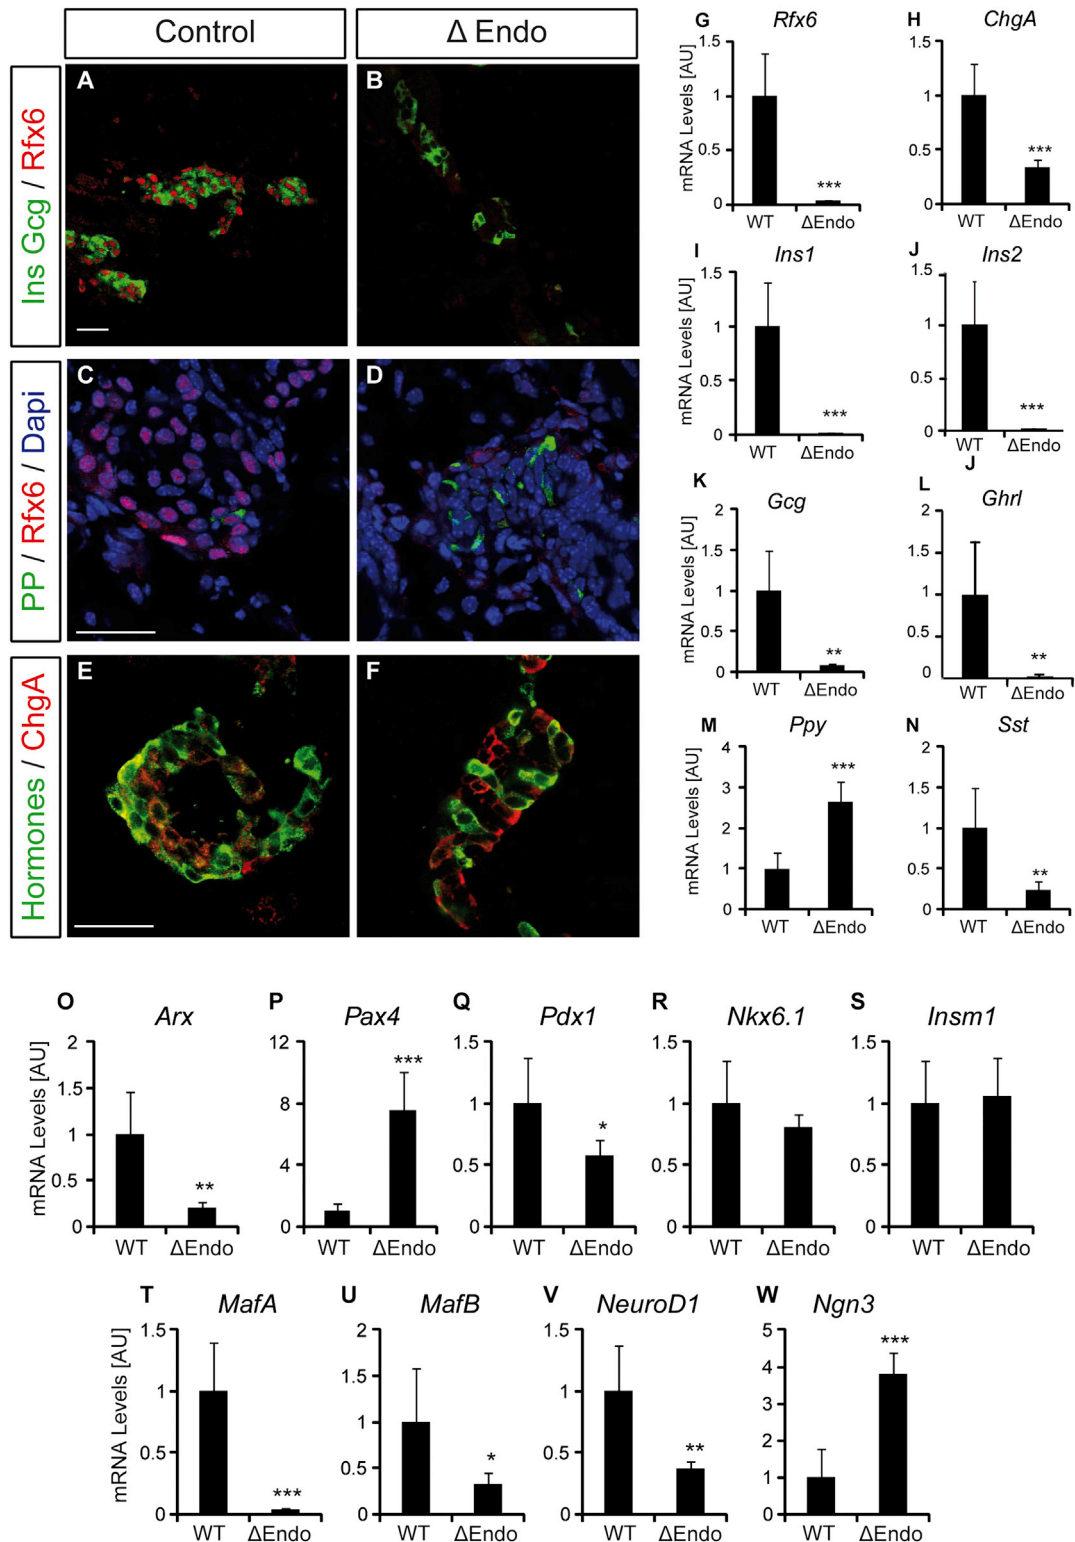 Control
Δ Endo
Ins Gcg / Rfx6
A
B
PP / Rfx6 / Dapi
C
D
Hormones / ChgA
E
F
G
Rfx6
mRNA Levels [AU]
1.5
1
0.5
0
***
WT
ΔEndo
H
ChgA
1.5
1
0.5
0
***
WT
ΔEndo
I
Ins1
mRNA Levels [AU]
1.5
1
0.5
0
***
WT
ΔEndo
J
Ins2
1.5
1
0.5
0
***
WT
ΔEndo
J
K
Gcg
mRNA Levels [AU]
2
1.5
1
0.5
0
**
WT
ΔEndo
L
Ghrl
2
1.5
1
0.5
0
**
WT
ΔEndo
M
Ppy
mRNA Levels [AU]
4
3
2
1
0
***
WT
ΔEndo
N
Sst
2
1.5
1
0.5
0
**
WT
ΔEndo
O
Arx
mRNA Levels [AU]
2
1.5
1
0.5
0
**
WT
ΔEndo
P
Pax4
12
8
4
0
***
WT
ΔEndo
Q
Pdx1
1.5
1
0.5
0
*
WT
ΔEndo
R
Nkx6.1
1.5
1
0.5
0
WT
ΔEndo
S
Insm1
1.5
1
0.5
0
WT
ΔEndo
T
MafA
mRNA Levels [AU]
1.5
1
0.5
0
***
WT
ΔEndo
U
MafB
2
1.5
1
0.5
0
*
WT
ΔEndo
V
NeuroD1
1.5
1
0.5
0
**
WT
ΔEndo
W
Ngn3
5
4
3
2
1
0
***
WT
ΔEndo